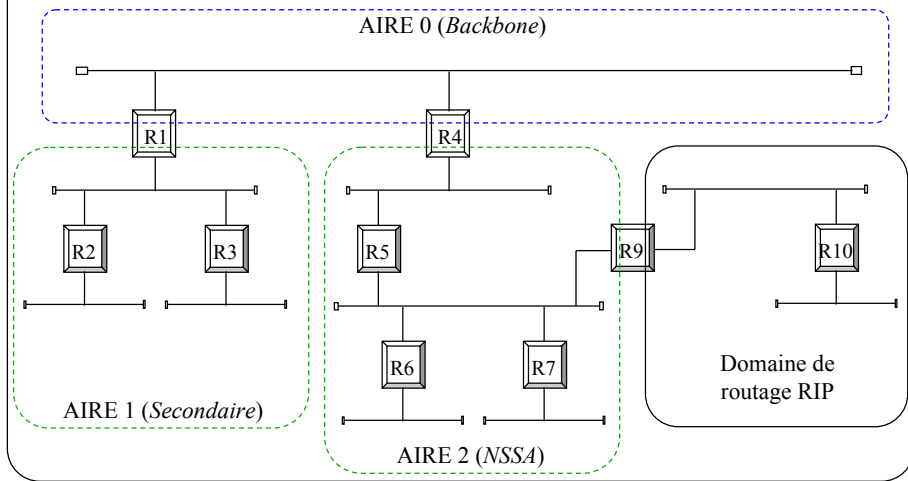 AIRE 0 (Backbone)
R1
R4
R2
R3
R5
R9
R10
R6
R7
Domaine de
routage RIP
AIRE 1 (Secondaire)
AIRE 2 (NSSA)